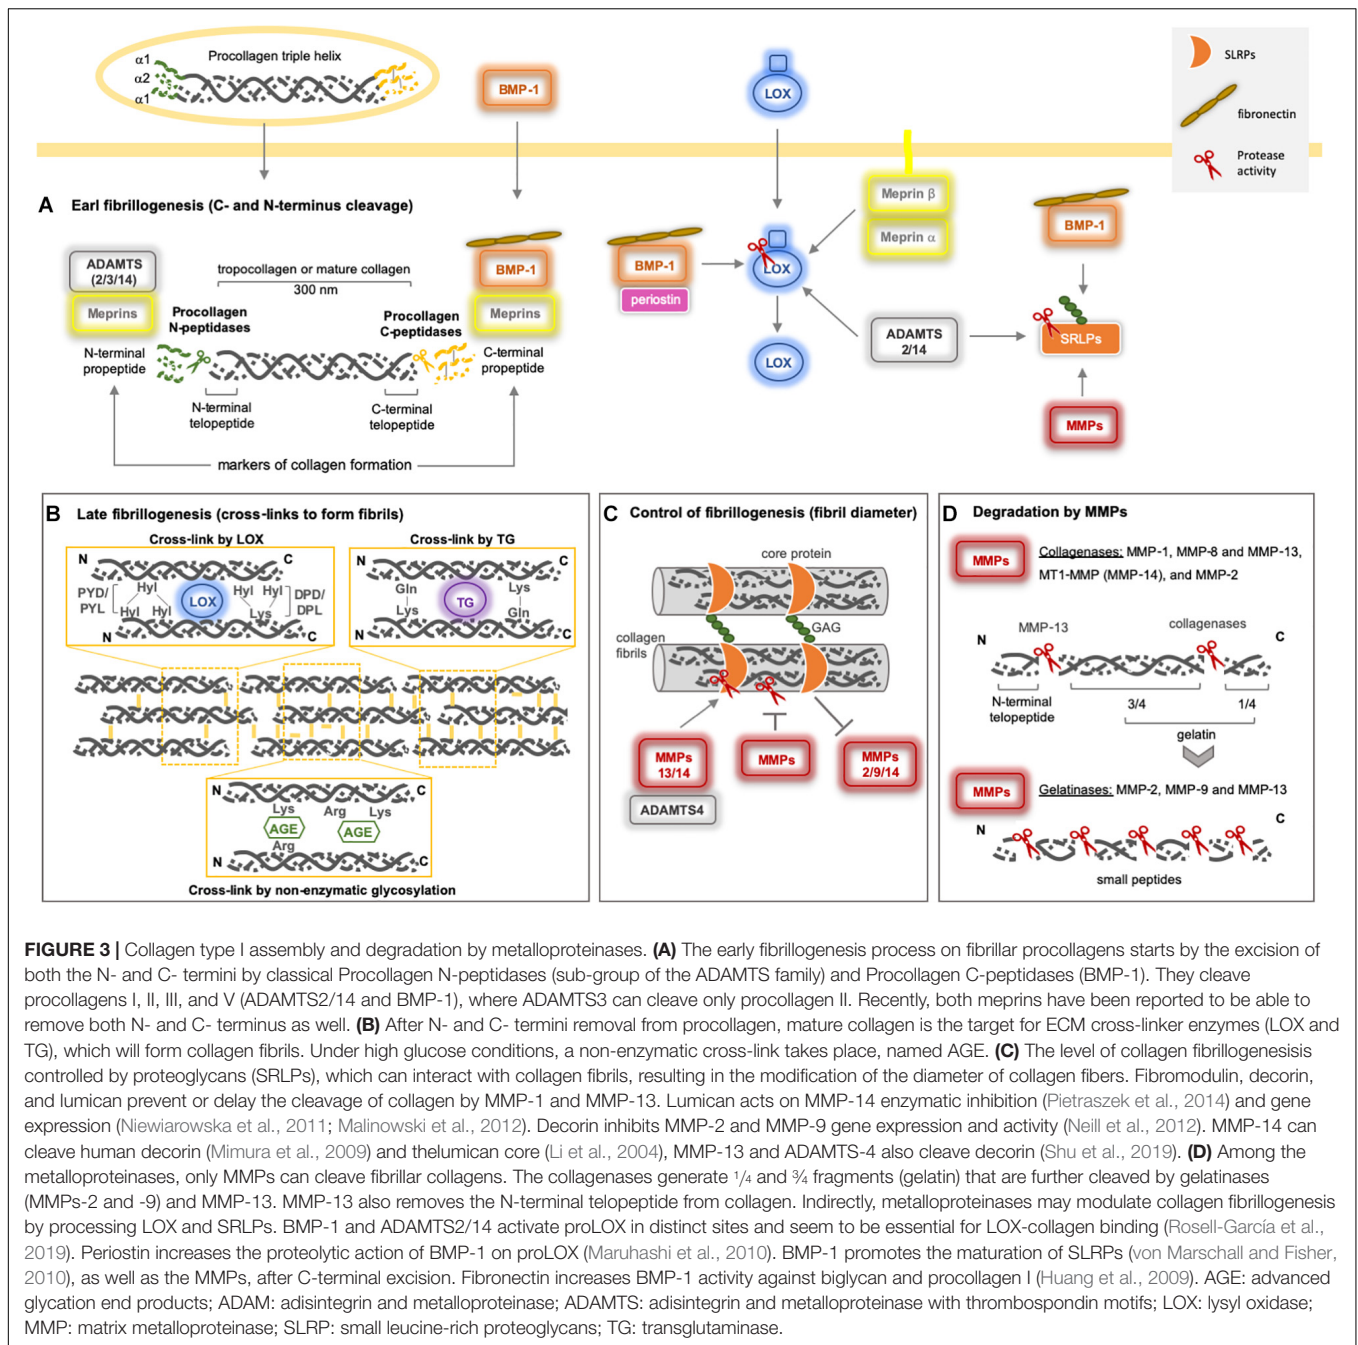 α1
α2
α1
Procollagen triple helix
BMP-1
LOX
SLRPs
fibronectin
Protease
activity
A Earl fibrillogenesis (C- and N-terminus cleavage)
ADAMTS
(2/3/14)
Meprins
Procollagen
N-peptidases
tropocollagen or mature collagen
300 nm
Procollagen
C-peptidases
BMP-1
Meprins
N-terminal
propeptide
C-terminal
propeptide
N-terminal
telopeptide
C-terminal
telopeptide
markers of collagen formation
BMP-1
periostin
LOX
LOX
Meprin β
Meprin α
ADAMTS
2/14
BMP-1
SRLPs
MMPs
B Late fibrillogenesis (cross-links to form fibrils)
Cross-link by LOX
N C
PYD/
PYL
Hyl
Hyl Hyl
LOX
Hyl Hyl
Lys
DPD/
DPL
N C
Cross-link by TG
N C
Gln
Lys
TG
Lys
Gln
N C
N C
Lys Arg Lys
AGE AGE
Arg
N C
Cross-link by non-enzymatic glycosylation
C Control of fibrillogenesis (fibril diameter)
core protein
GAG
collagen
fibrils
MMPs
13/14
ADAMTS4
MMPs
MMPs
2/9/14
D Degradation by MMPs
MMPs
Collagenases: MMP-1, MMP-8 and MMP-13,
MT1-MMP (MMP-14), and MMP-2
N MMP-13 collagenases C
N-terminal
telopeptide
3/4 1/4
gelatin
MMPs
Gelatinases: MMP-2, MMP-9 and MMP-13
N C
small peptides
FIGURE 3 | Collagen type I assembly and degradation by metalloproteinases. (A) The early fibrillogenesis process on fibrillar procollagens starts by the excision of
both the N- and C- termini by classical Procollagen N-peptidases (sub-group of the ADAMTS family) and Procollagen C-peptidases (BMP-1). They cleave
procollagens I, II, III, and V (ADAMTS2/14 and BMP-1), where ADAMTS3 can cleave only procollagen II. Recently, both meprins have been reported to be able to
remove both N- and C- terminus as well. (B) After N- and C- termini removal from procollagen, mature collagen is the target for ECM cross-linker enzymes (LOX and
TG), which will form collagen fibrils. Under high glucose conditions, a non-enzymatic cross-link takes place, named AGE. (C) The level of collagen fibrillogenesisis
controlled by proteoglycans (SRLPs), which can interact with collagen fibrils, resulting in the modification of the diameter of collagen fibers. Fibromodulin, decorin,
and lumican prevent or delay the cleavage of collagen by MMP-1 and MMP-13. Lumican acts on MMP-14 enzymatic inhibition (Pietraszek et al., 2014) and gene
expression (Niewiarowska et al., 2011; Malinowski et al., 2012). Decorin inhibits MMP-2 and MMP-9 gene expression and activity (Neill et al., 2012). MMP-14 can
cleave human decorin (Mimura et al., 2009) and thelumican core (Li et al., 2004), MMP-13 and ADAMTS-4 also cleave decorin (Shu et al., 2019). (D) Among the
metalloproteinases, only MMPs can cleave fibrillar collagens. The collagenases generate 1/4 and ¾ fragments (gelatin) that are further cleaved by gelatinases
(MMPs-2 and -9) and MMP-13. MMP-13 also removes the N-terminal telopeptide from collagen. Indirectly, metalloproteinases may modulate collagen fibrillogenesis
by processing LOX and SRLPs. BMP-1 and ADAMTS2/14 activate proLOX in distinct sites and seem to be essential for LOX-collagen binding (Rosell-García et al.,
2019). Periostin increases the proteolytic action of BMP-1 on proLOX (Maruhashi et al., 2010). BMP-1 promotes the maturation of SLRPs (von Marschall and Fisher,
2010), as well as the MMPs, after C-terminal excision. Fibronectin increases BMP-1 activity against biglycan and procollagen I (Huang et al., 2009). AGE: advanced
glycation end products; ADAM: adisintegrin and metalloproteinase; ADAMTS: adisintegrin and metalloproteinase with thrombospondin motifs; LOX: lysyl oxidase;
MMP: matrix metalloproteinase; SLRP: small leucine-rich proteoglycans; TG: transglutaminase.